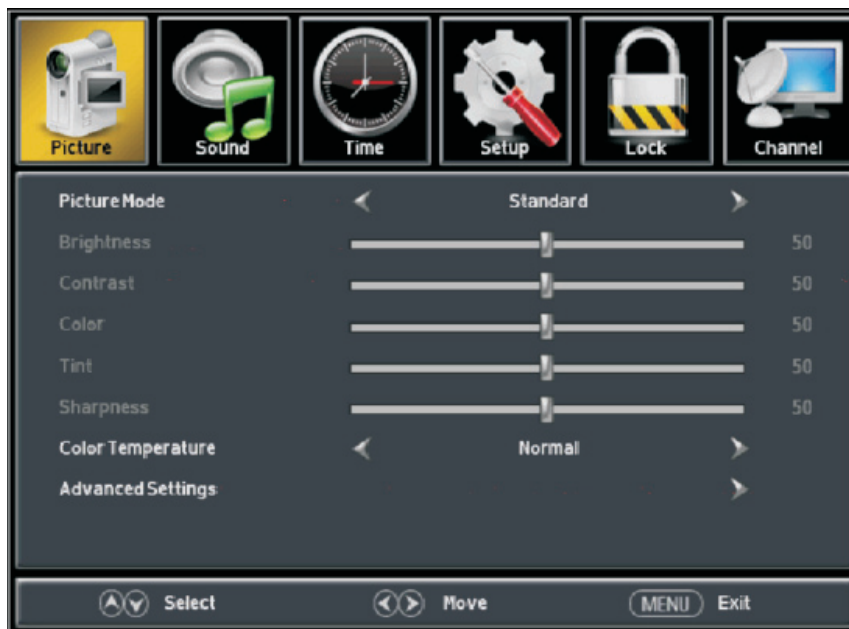 Picture Sound Time Setup Lock Channel
Picture Mode Standard
Brightness 50
Contrast 50
Color 50
Tint 50
Sharpness 50
Color Temperature Normal
Advanced Settings
Select Move MENU Exit